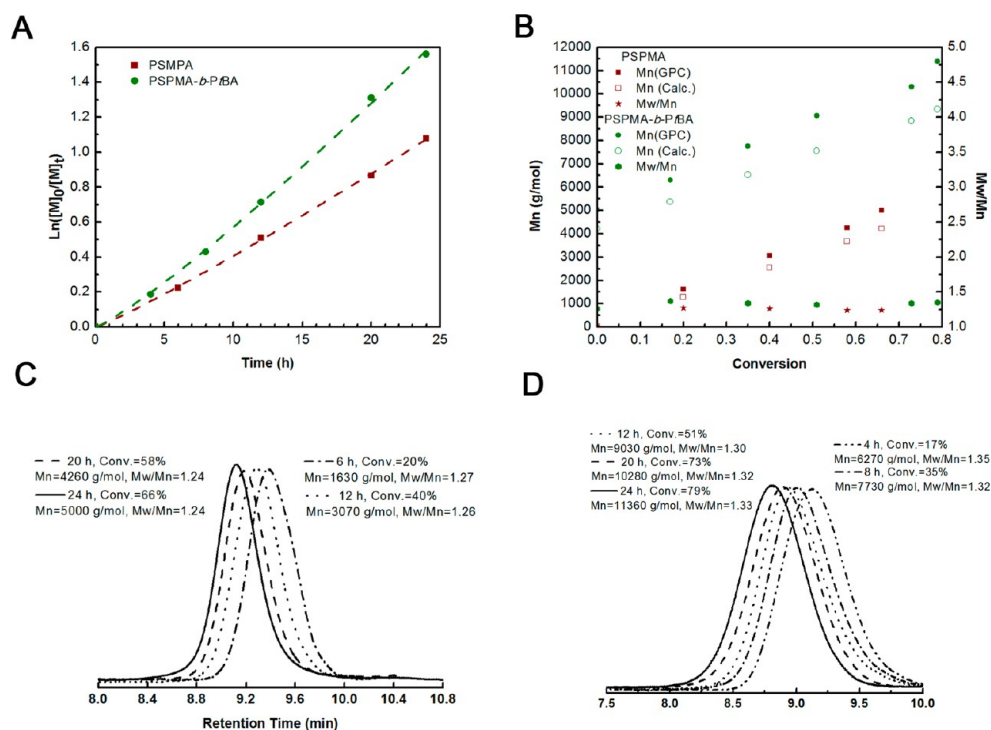 A
1.6
1.4
1.2
1.0
0.8
0.6
0.4
0.2
0.0
Ln([M]0/[M]t)
PSMPA
PSPMA-b-PtBA
0
5
10
15
20
25
Time (h)
B
12000
11000
10000
9000
8000
7000
6000
5000
4000
3000
2000
1000
0
Mn (g/mol)
PSPMA
Mn(GPC)
Mn (Calc.)
Mw/Mn
PSPMA-b-PtBA
Mn(GPC)
Mn (Calc.)
Mw/Mn
5.0
4.5
4.0
3.5
3.0
2.5
2.0
1.5
1.0
Mw/Mn
0.0 0.1 0.2 0.3 0.4 0.5 0.6 0.7 0.8
Conversion
C
20 h, Conv.=58%
Mn=4260 g/mol, Mw/Mn=1.24
24 h, Conv.=66%
Mn=5000 g/mol, Mw/Mn=1.24
6 h, Conv.=20%
Mn=1630 g/mol, Mw/Mn=1.27
12 h, Conv.=40%
Mn=3070 g/mol, Mw/Mn=1.26
8.0 8.4 8.8 9.2 9.6 10.0 10.4 10.8
Retention Time (min)
D
12 h, Conv.=51%
Mn=9030 g/mol, Mw/Mn=1.30
20 h, Conv.=73%
Mn=10280 g/mol, Mw/Mn=1.32
24 h, Conv.=79%
Mn=11360 g/mol, Mw/Mn=1.33
4 h, Conv.=17%
Mn=6270 g/mol, Mw/Mn=1.35
8 h, Conv.=35%
Mn=7730 g/mol, Mw/Mn=1.32
7.5 8.0 8.5 9.0 9.5 10.0